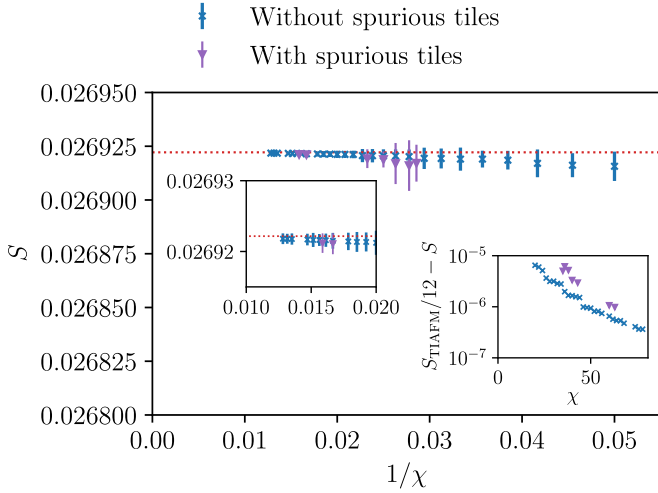 Without spurious tiles
With spurious tiles
S
0.026950
0.026925
0.026900
0.026875
0.026850
0.026825
0.026800
0.02693
0.02692
0.010 0.015 0.020
S_TIAFM/12 − S
10^−5
10^−6
10^−7
0 50
χ
0.00 0.01 0.02 0.03 0.04 0.05
1/χ